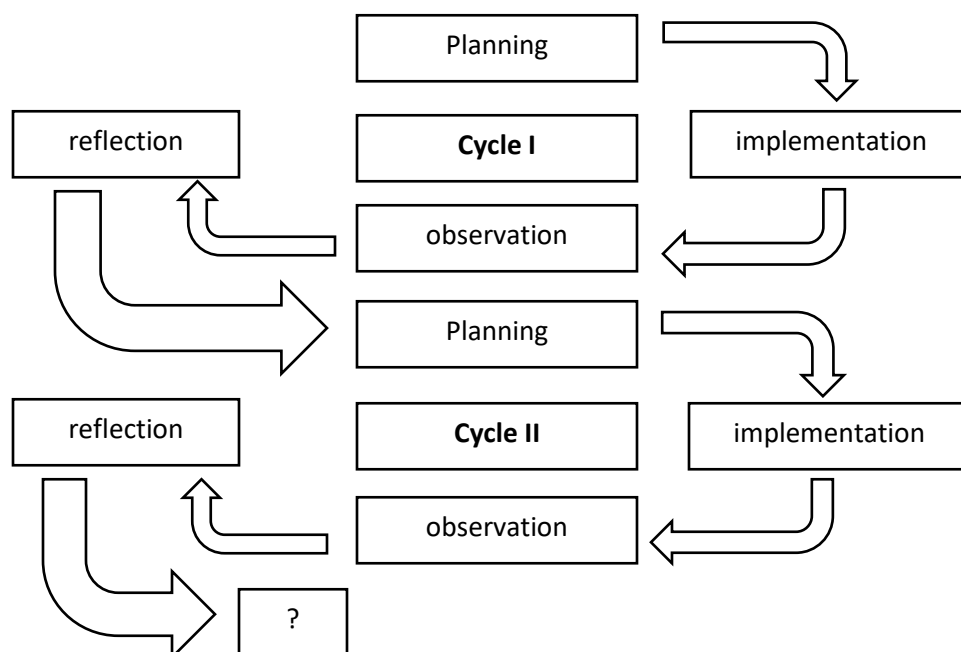 Planning
reflection
Cycle I
implementation
observation
Planning
reflection
Cycle II
implementation
observation
?